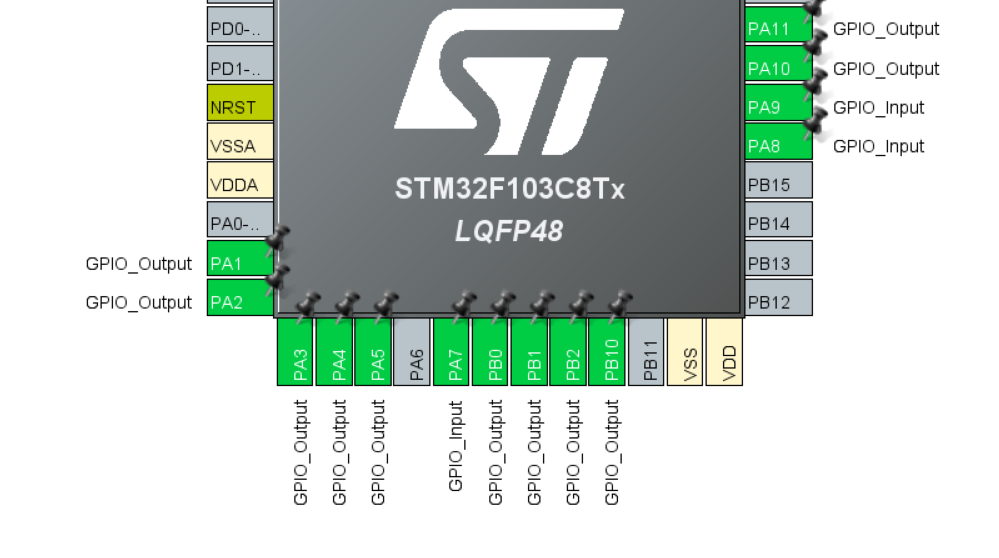 PD0-..
PD1-..
NRST
VSSA
VDDA
PA0-..
GPIO_Output PA1
GPIO_Output PA2
ST
STM32F103C8Tx
LQFP48
PA11 GPIO_Output
PA10 GPIO_Output
PA9 GPIO_Input
PA8 GPIO_Input
PB15
PB14
PB13
PB12
PA3 GPIO_Output
PA4 GPIO_Output
PA5 GPIO_Output
PA6
PA7 GPIO_Input
PB0 GPIO_Output
PB1 GPIO_Output
PB2 GPIO_Output
PB10 GPIO_Output
PB11
VSS
VDD